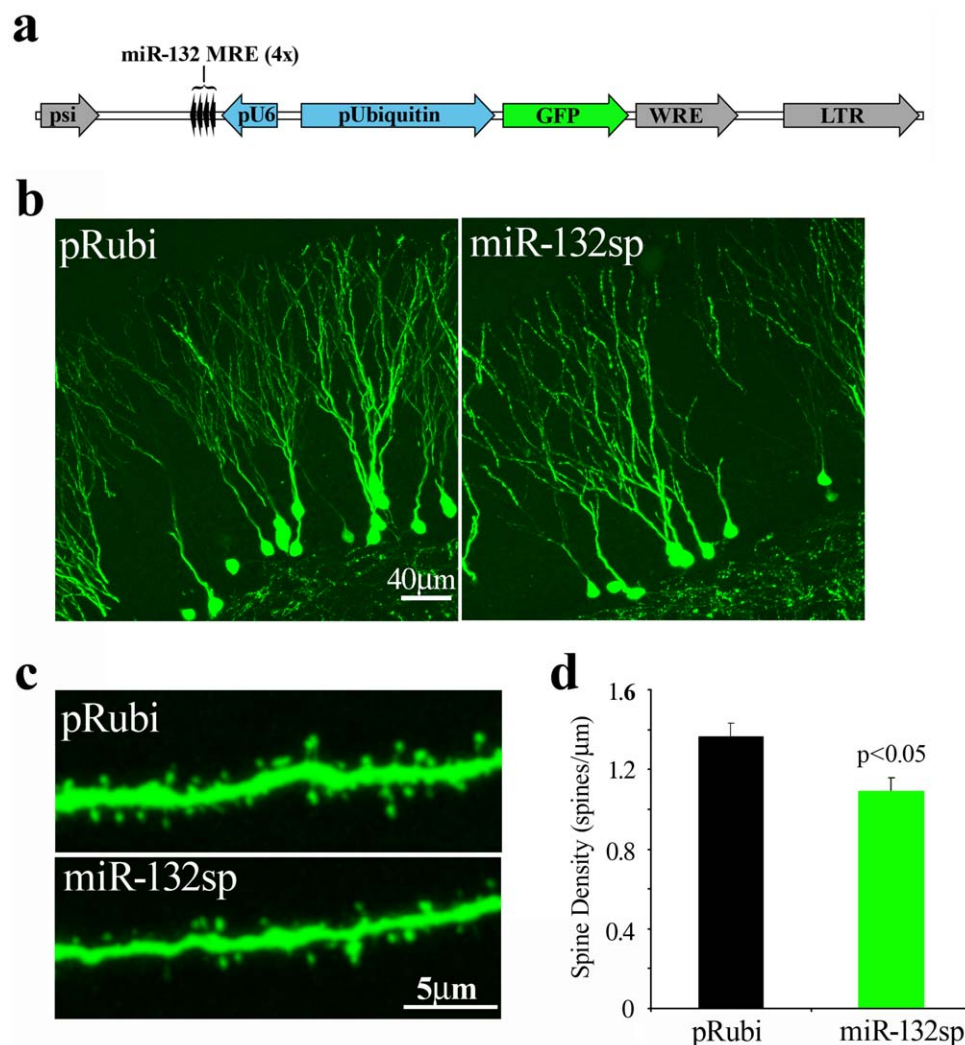 a
miR-132 MRE (4x)
psi
pU6
pUbiquitin
GFP
WRE
LTR
b
pRubi
miR-132sp
40μm
c
pRubi
miR-132sp
5μm
d
Spine Density (spines/μm)
1.6
1.2
0.8
0.4
0
p<0.05
pRubi
miR-132sp